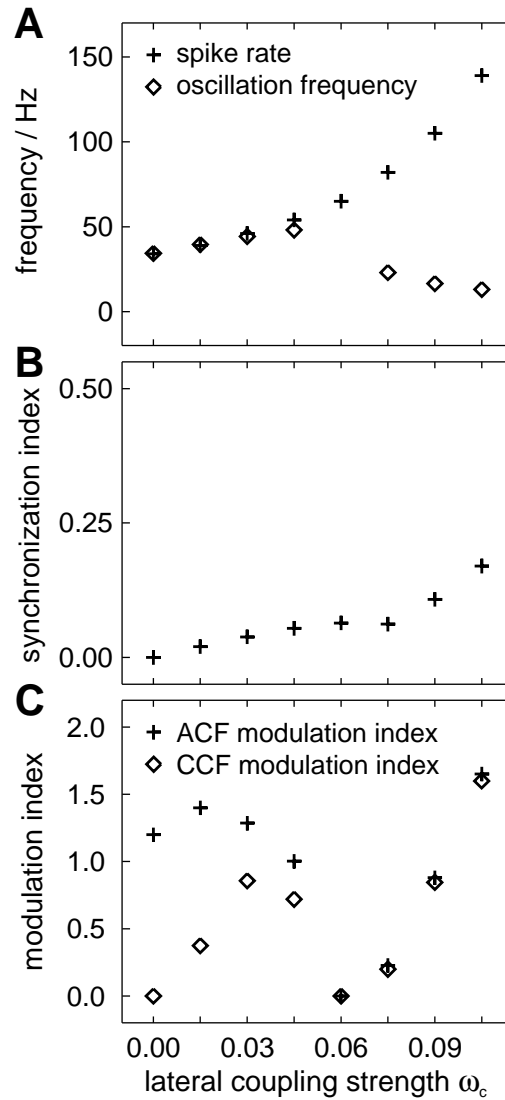 A
150
+ spike rate
◇ oscillation frequency
100
50
0
frequency / Hz
B
0.50
0.25
0.00
synchronization index
C
2.0
+ ACF modulation index
◇ CCF modulation index
1.5
1.0
0.5
0.0
modulation index
0.00 0.03 0.06 0.09
lateral coupling strength ω_c